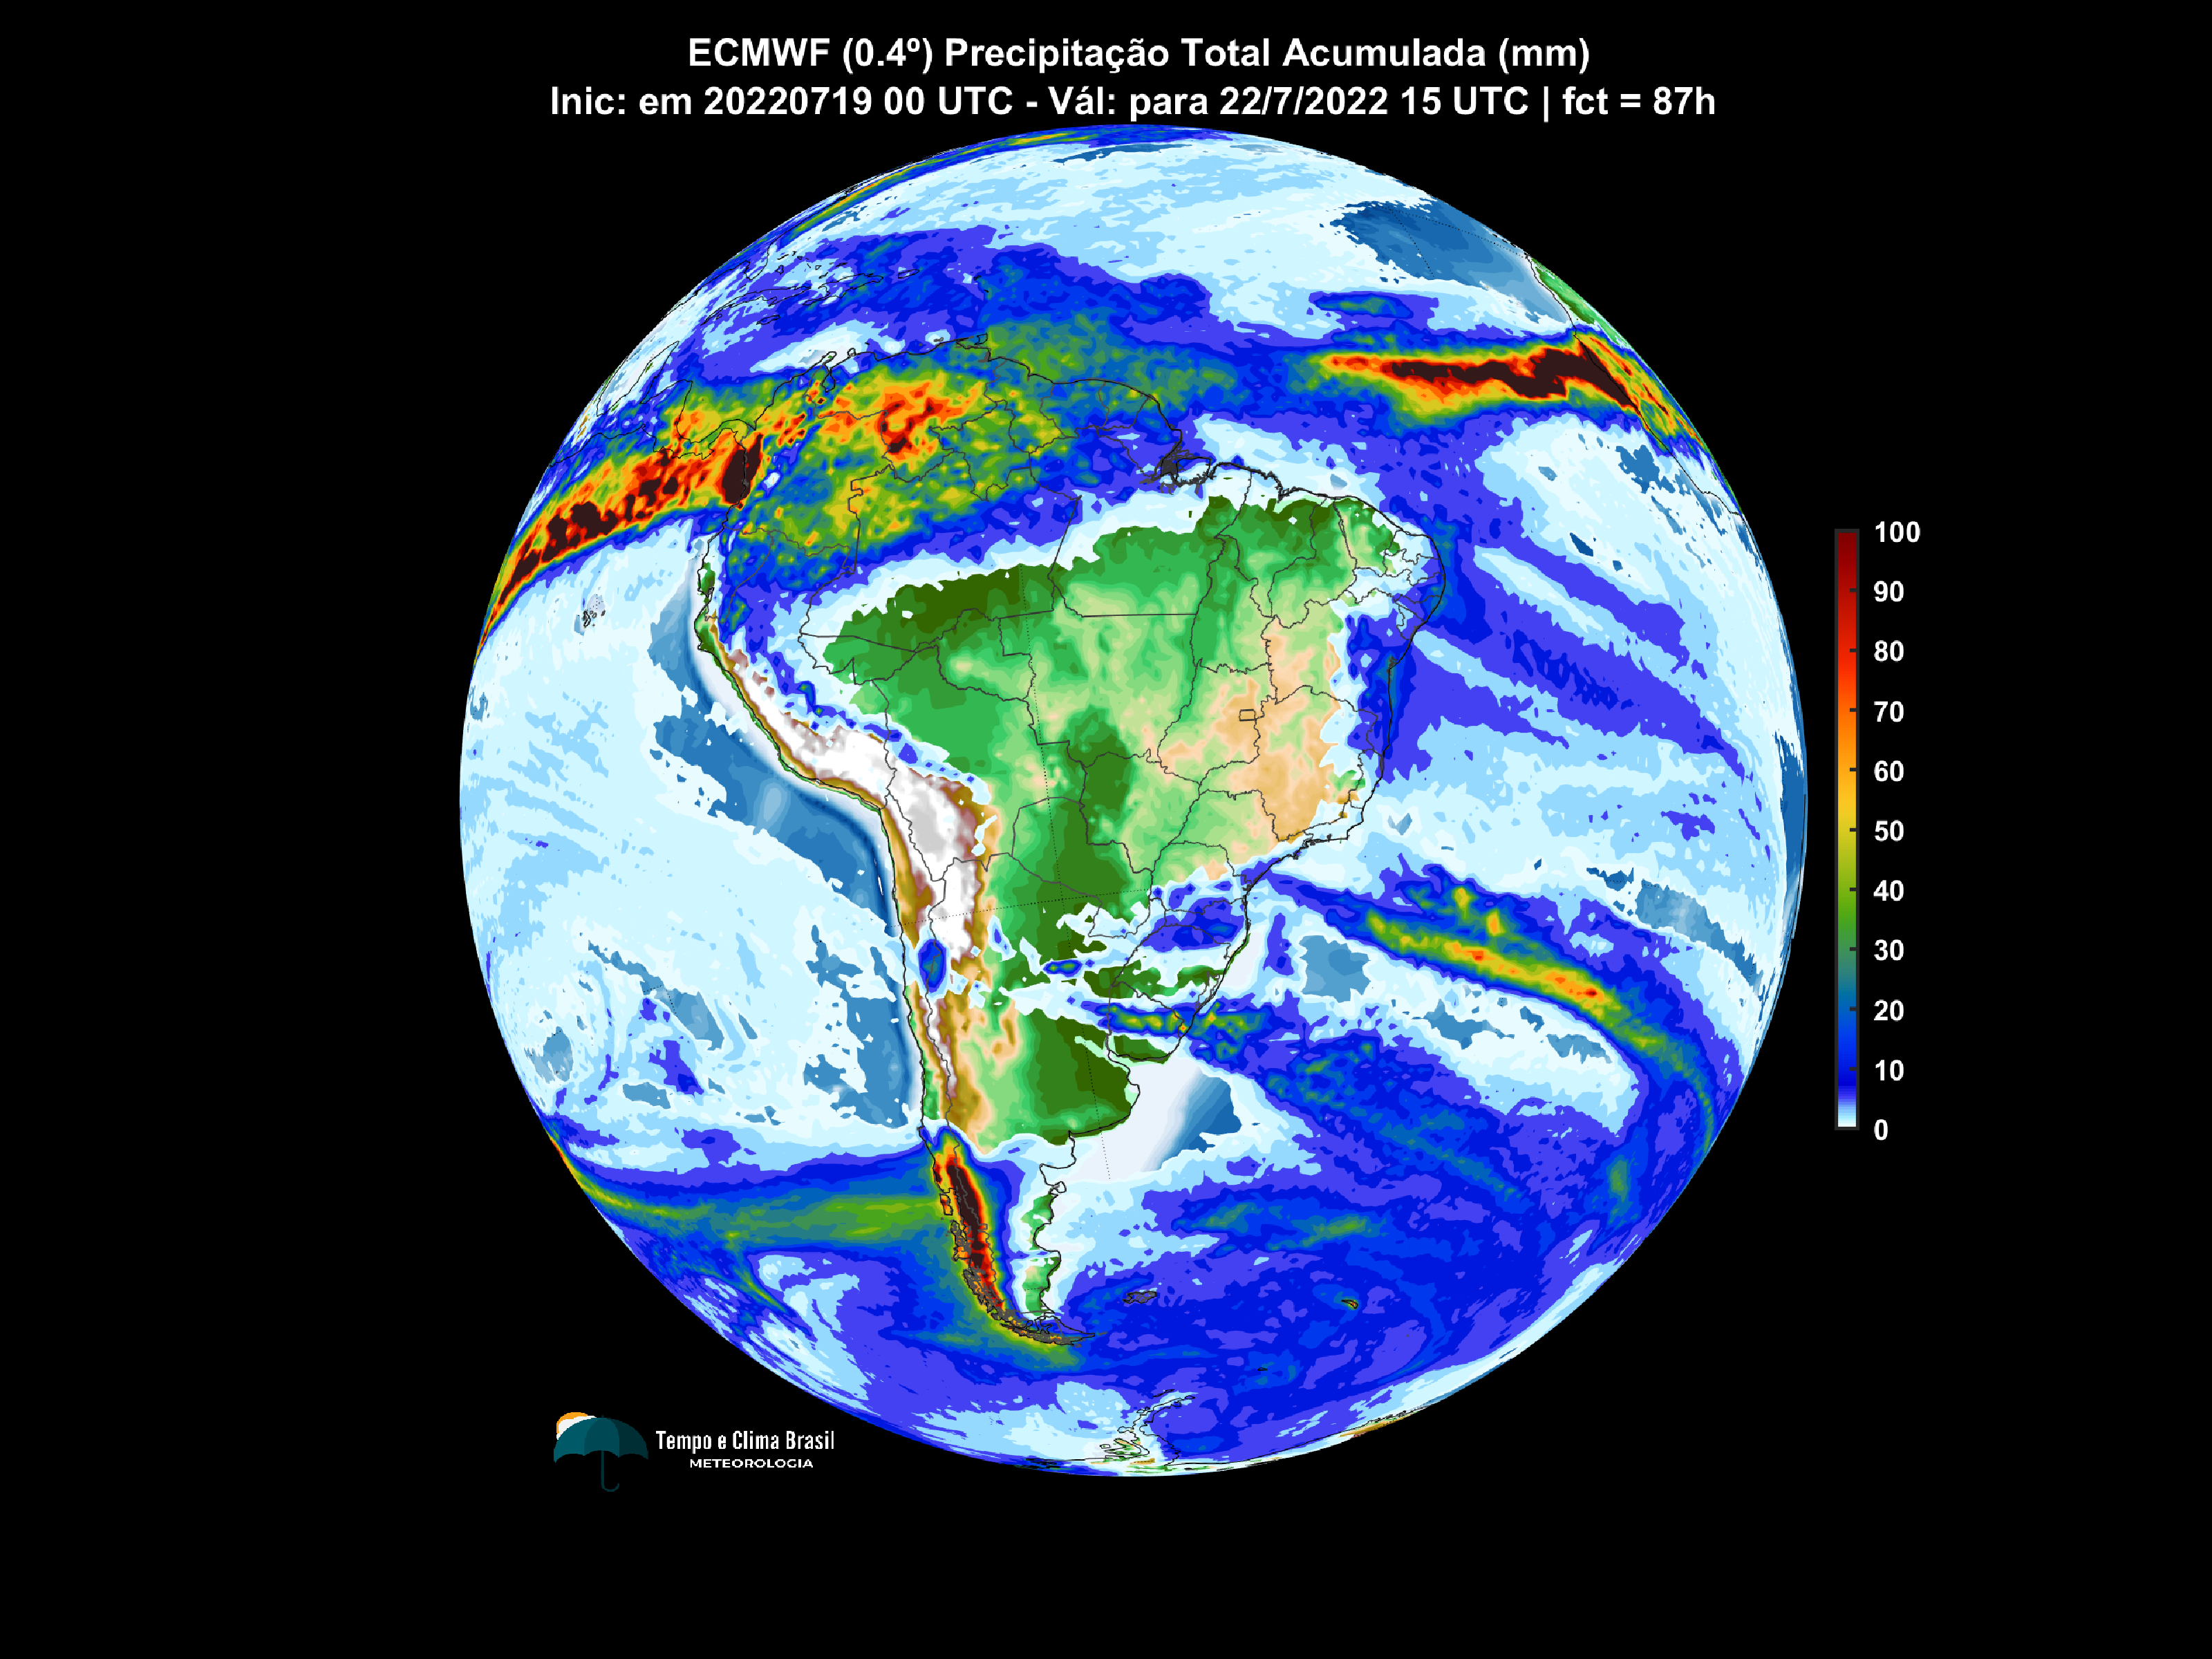 ECMWF (0.4º) Precipitação Total Acumulada (mm)
Inic: em 20220719 00 UTC - Vál: para 22/7/2022 15 UTC | fct = 87h
100
90
80
70
60
50
40
30
20
10
0
Tempo e Clima Brasil
METEOROLOGIA